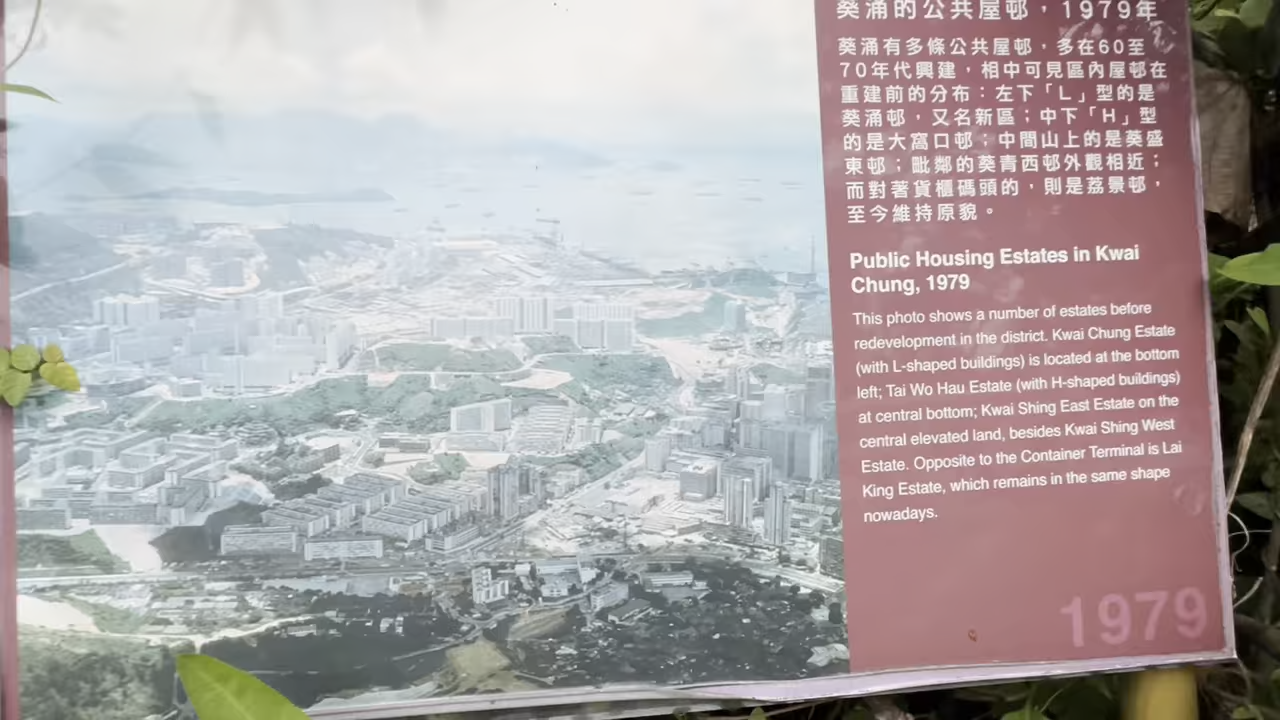 葵涌的公共屋邨，1979年
葵涌有多條公共屋邨，多在60至
70年代興建，相中可見區內屋邨在
重建前的分布：左下「L」型的是
葵涌邨，又名新區；中下「H」型
的是大窩口邨；中間山上的是葵盛
東邨；毗鄰的葵青西邨外觀相近；
而對著貨櫃碼頭的，則是荔景邨，
至今維持原貌。
Public Housing Estates in Kwai
Chung, 1979
This photo shows a number of estates before
redevelopment in the district. Kwai Chung Estate
(with L-shaped buildings) is located at the bottom
left; Tai Wo Hau Estate (with H-shaped buildings)
at central bottom; Kwai Shing East Estate on the
central elevated land, besides Kwai Shing West
Estate. Opposite to the Container Terminal is Lai
King Estate, which remains in the same shape
nowadays.
1979